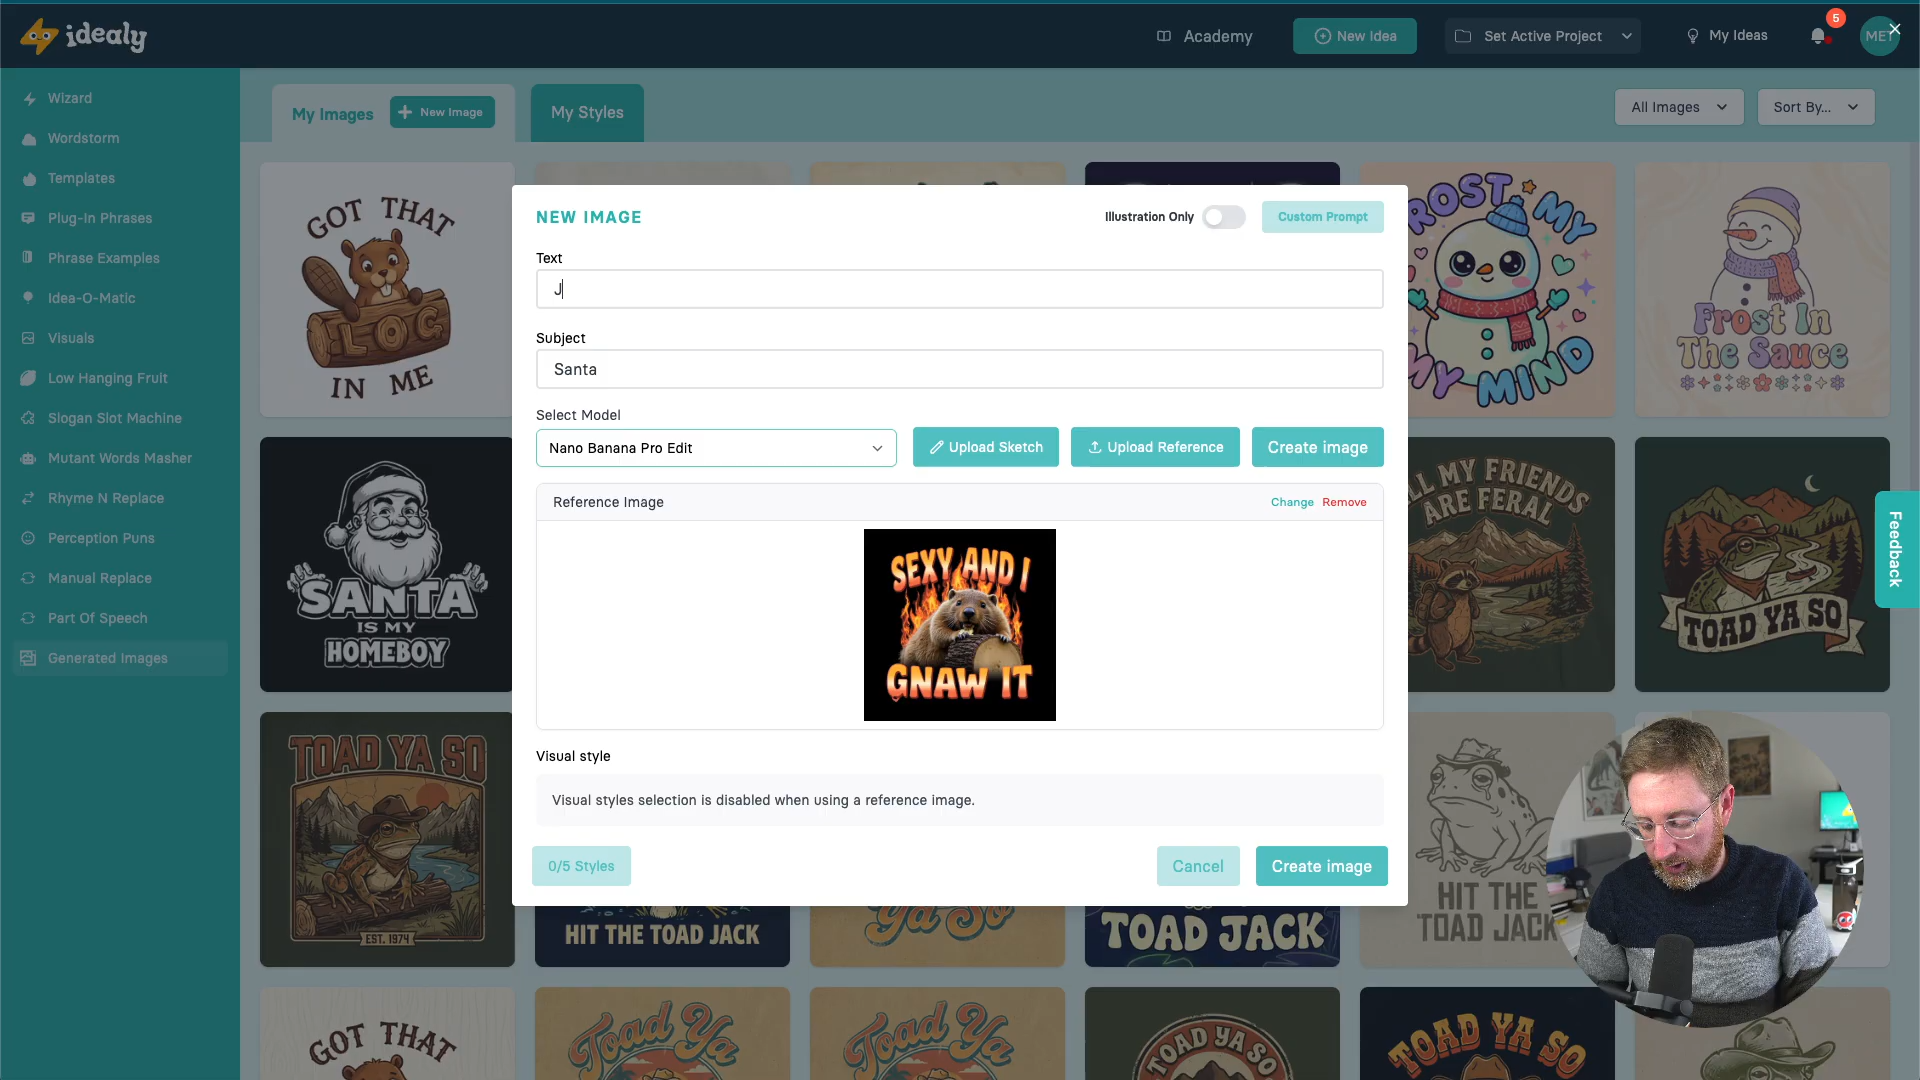 idealy
Academy
New Idea
Set Active Project
My Ideas
5
Wizard
Wordstorm
Templates
Plug-In Phrases
Phrase Examples
Idea-O-Matic
Visuals
Low Hanging Fruit
Slogan Slot Machine
Mutant Words Masher
Rhyme N Replace
Perception Puns
Manual Replace
Part Of Speech
Generated Images
My Images
New Image
My Styles
All Images
Sort By...
GOT THAT
LOG
IN ME
SANTA
IS MY
HOMEBOY
TOAD YA SO
EST. 1974
GOT THAT
NEW IMAGE
Illustration Only
Custom Prompt
Text
J
Subject
Santa
Select Model
Nano Banana Pro Edit
Upload Sketch
Upload Reference
Create image
Reference Image
Change
Remove
SEXY AND I
GNAW IT
Visual style
Visual styles selection is disabled when using a reference image.
0/5 Styles
Cancel
Create image
HIT THE TOAD JACK
Ya So
TOAD JACK
HIT THE
TOAD JACK
Toad Ya
Toad Ya
TOAD YA SO
TOAD YA SO
MY MIND
Frost In
The Sauce
MY FRIENDS
ARE FERAL
TOAD YA SO
Feedback